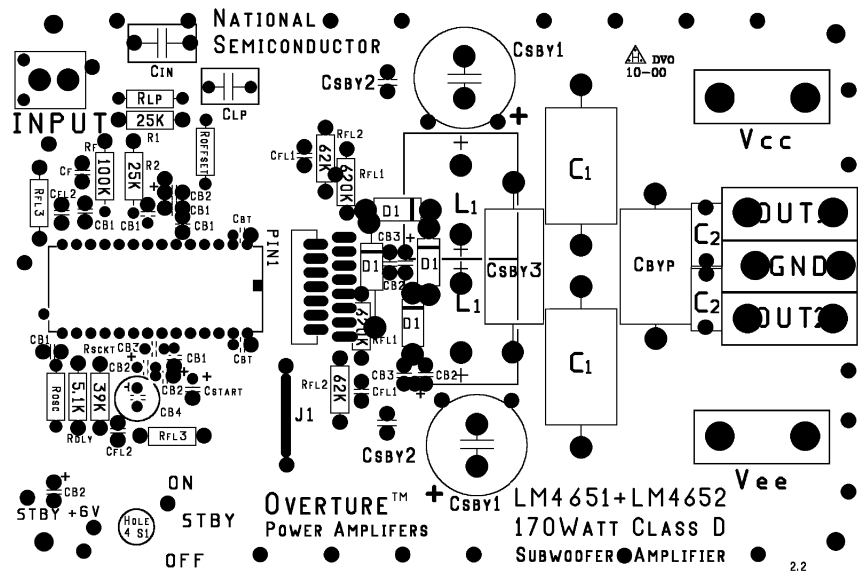 NATIONAL
SEMICONDUCTOR
CIN
CSBY1
CSBY2
DVO
10-00
RLP
CLP
25K
INPUT
R1
ROFFSET
VCC
RF
RFL2
62K
CFL1
CF
100K
R2
25K
620K
RFL1
C1
RFL3
CFL2
CB2
CB1
CB1
CB1
CB1
CBT
D1
L1
OUT1
PIN1
CB3
C2
D1
D1
CSBY3
CBYP
GND
CB2
L1
C2
D1
OUT2
620K
RFL1
CB1
RSCKT
CB3
CB1
CBT
CB2
CB2
RFL2
62K
CB3
CB2
C1
ROSC
5.1K
39K
CSTART
CFL1
CB4
J1
RDLY
CFL2
RFL3
CSBY2
Vee
CB2
ON
STBY +6V
HOLE
4 S1
STBY
OFF
OVERTURE™
POWER AMPLIFERS
CSBY1
LM4651+LM4652
170WATT CLASS D
SUBWOOFER AMPLIFIER
2.2